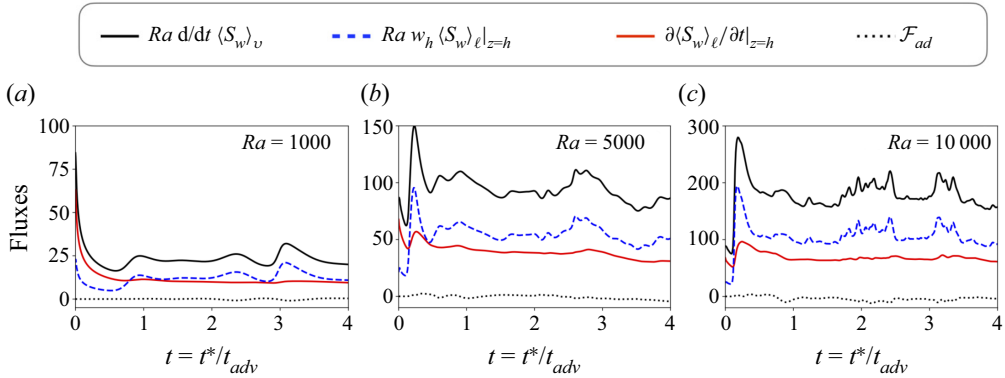 Ra d/dt ⟨S_w⟩_υ   Ra w_h ⟨S_w⟩_ℓ|_{z=h}   ∂⟨S_w⟩_ℓ/∂t|_{z=h}   ℱ_ad
(a) (b) (c)
Ra = 1000
100
75
50
25
0
Fluxes
0 1 2 3 4
t = t*/t_adv
Ra = 5000
150
100
50
0
0 1 2 3 4
t = t*/t_adv
Ra = 10 000
300
200
100
0
0 1 2 3 4
t = t*/t_adv